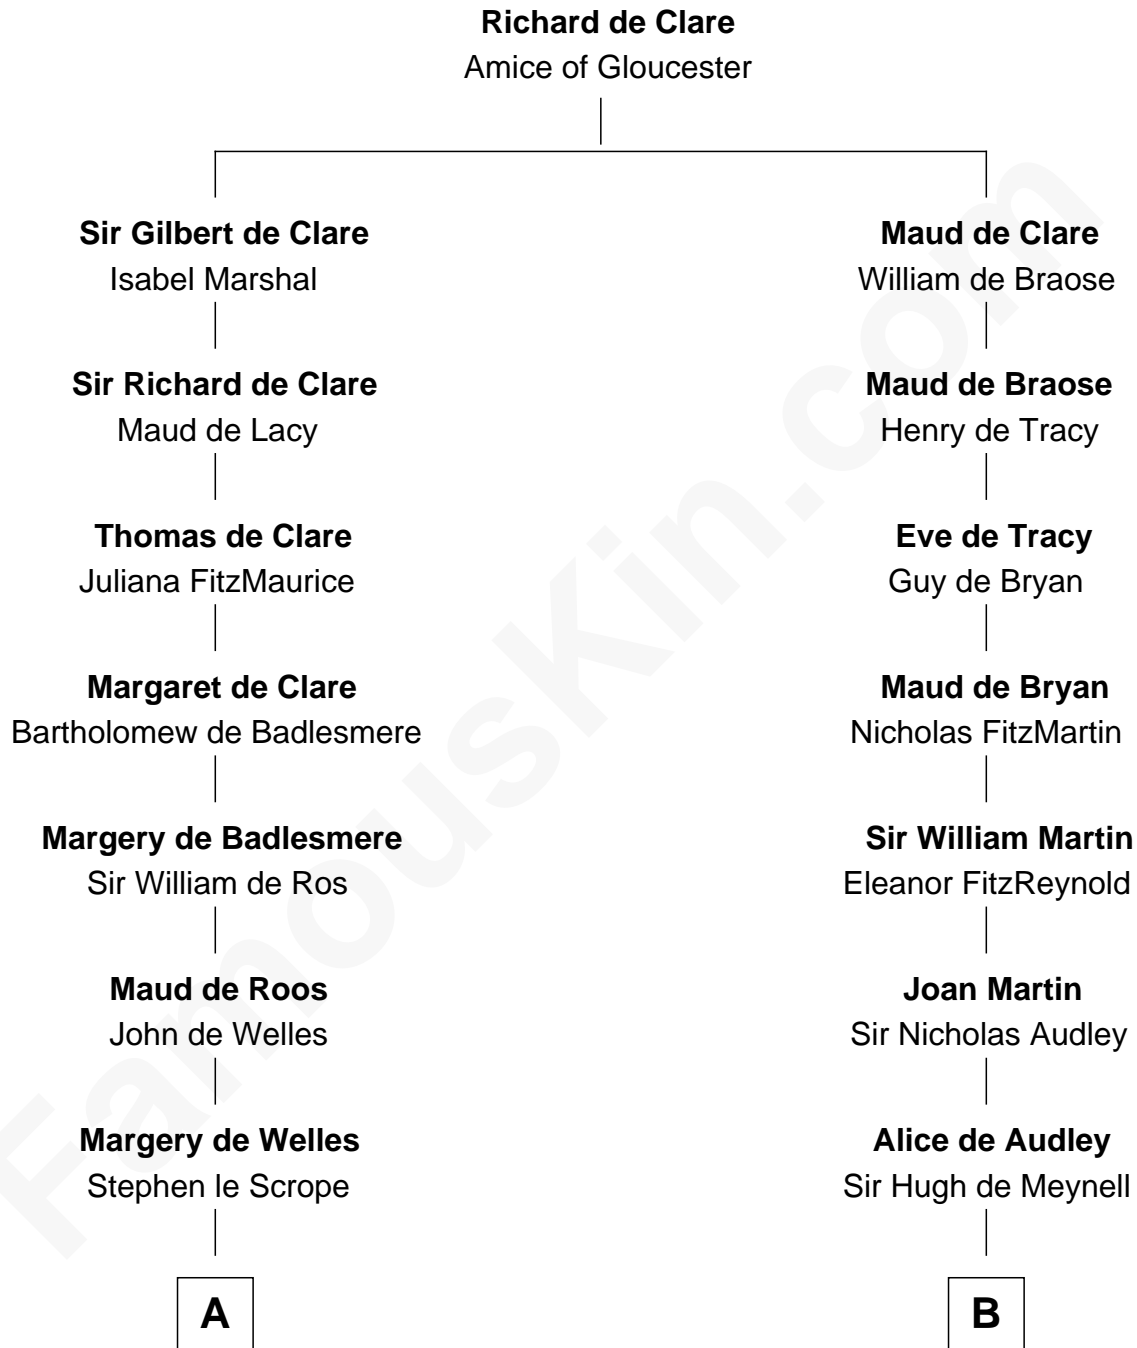 Richard de Clare
Amice of Gloucester
Sir Gilbert de Clare
Isabel Marshal
Sir Richard de Clare
Maud de Lacy
Thomas de Clare
Juliana FitzMaurice
Margaret de Clare
Bartholomew de Badlesmere
Margery de Badlesmere
Sir William de Ros
Maud de Roos
John de Welles
Margery de Welles
Stephen le Scrope
A
Maud de Clare
William de Braose
Maud de Braose
Henry de Tracy
Eve de Tracy
Guy de Bryan
Maud de Bryan
Nicholas FitzMartin
Sir William Martin
Eleanor FitzReynold
Joan Martin
Sir Nicholas Audley
Alice de Audley
Sir Hugh de Meynell
B
FamousKin.com